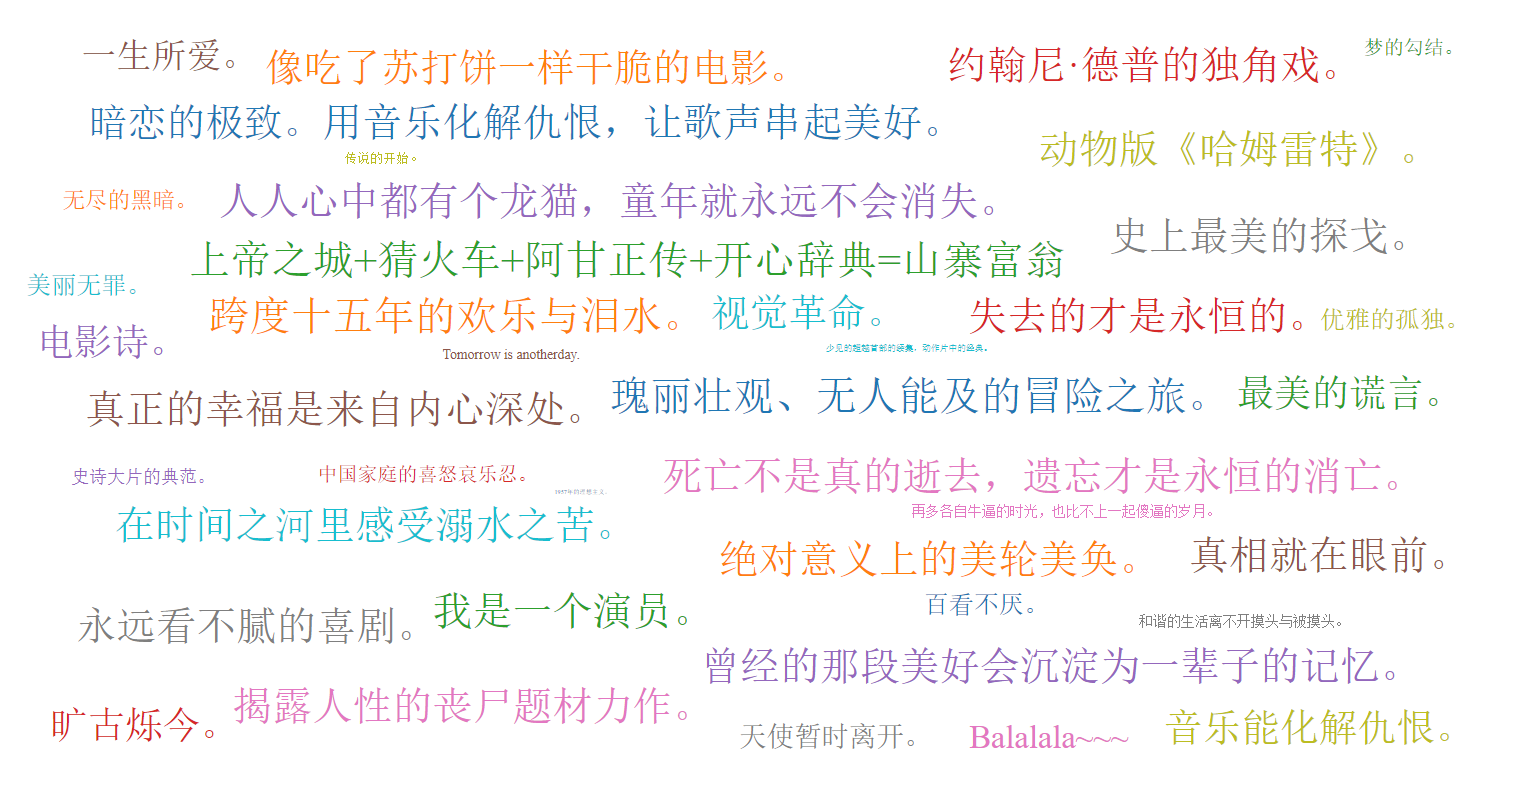 一生所爱。
像吃了苏打饼一样干脆的电影。
约翰尼·德普的独角戏。
梦的勾结。
暗恋的极致。
用音乐化解仇恨，让歌声串起美好。
动物版《哈姆雷特》。
传说的开始。
无尽的黑暗。
人人心中都有个龙猫，童年就永远不会消失。
史上最美的探戈。
上帝之城+猜火车+阿甘正传+开心辞典=山寨富翁
美丽无罪。
跨度十五年的欢乐与泪水。
视觉革命。
失去的才是永恒的。
优雅的孤独。
电影诗。
Tomorrow is anotherday.
少见的超越首部的续集，动作片中的经典。
真正的幸福是来自内心深处。
瑰丽壮观、无人能及的冒险之旅。
最美的谎言。
史诗大片的典范。
中国家庭的喜怒哀乐忍。
死亡不是真的逝去，遗忘才是永恒的消亡。
1957年的理想主义。
在时间之河里感受溺水之苦。
再多各自牛逼的时光，也比不上一起傻逼的岁月。
绝对意义上的美轮美奂。
真相就在眼前。
永远看不腻的喜剧。
我是一个演员。
百看不厌。
和谐的生活离不开摸头与被摸头。
曾经的那段美好会沉淀为一辈子的记忆。
旷古烁今。
揭露人性的丧尸题材力作。
天使暂时离开。
Balalala~~~
音乐能化解仇恨。